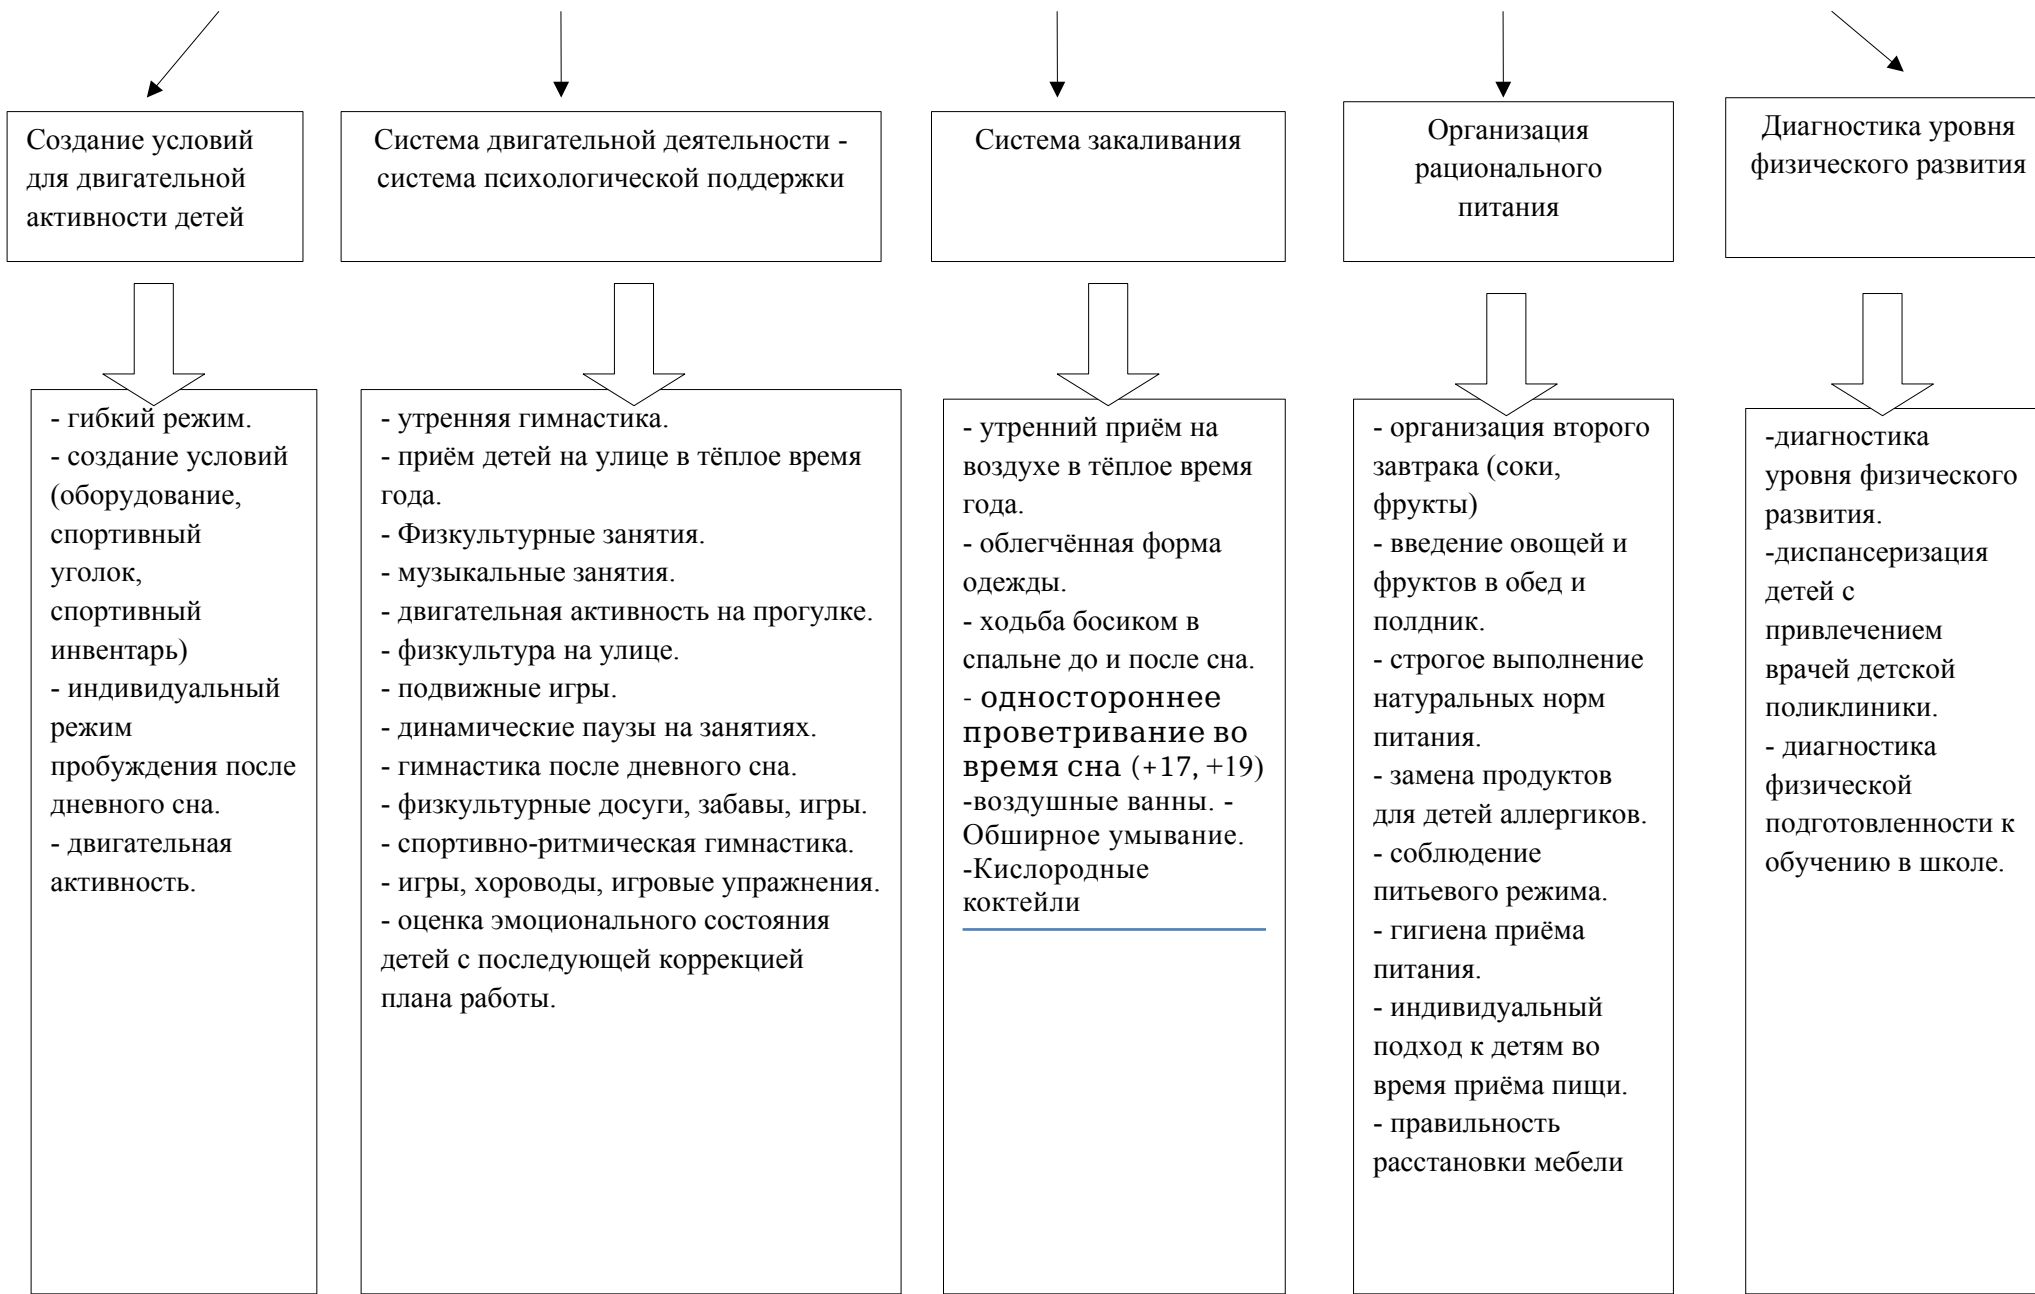 Создание условий
для двигательной
активности детей
Система двигательной деятельности -
система психологической поддержки
Система закаливания
Организация
рационального
питания
Диагностика уровня
физического развития
- гибкий режим.
- создание условий
(оборудование,
спортивный
уголок,
спортивный
инвентарь)
- индивидуальный
режим
пробуждения после
дневного сна.
- двигательная
активность.
- утренняя гимнастика.
- приём детей на улице в тёплое время
года.
- Физкультурные занятия.
- музыкальные занятия.
- двигательная активность на прогулке.
- физкультура на улице.
- подвижные игры.
- динамические паузы на занятиях.
- гимнастика после дневного сна.
- физкультурные досуги, забавы, игры.
- спортивно-ритмическая гимнастика.
- игры, хороводы, игровые упражнения.
- оценка эмоционального состояния
детей с последующей коррекцией
плана работы.
- утренний приём на
воздухе в тёплое время
года.
- облегчённая форма
одежды.
- ходьба босиком в
спальне до и после сна.
- одностороннее
проветривание во
время сна (+17, +19)
-воздушные ванны. -
Обширное умывание.
-Кислородные
коктейли
- организация второго
завтрака (соки,
фрукты)
- введение овощей и
фруктов в обед и
полдник.
- строгое выполнение
натуральных норм
питания.
- замена продуктов
для детей аллергиков.
- соблюдение
питьевого режима.
- гигиена приёма
питания.
- индивидуальный
подход к детям во
время приёма пищи.
- правильность
расстановки мебели
-диагностика
уровня физического
развития.
-диспансеризация
детей с
привлечением
врачей детской
поликлиники.
- диагностика
физической
подготовленности к
обучению в школе.